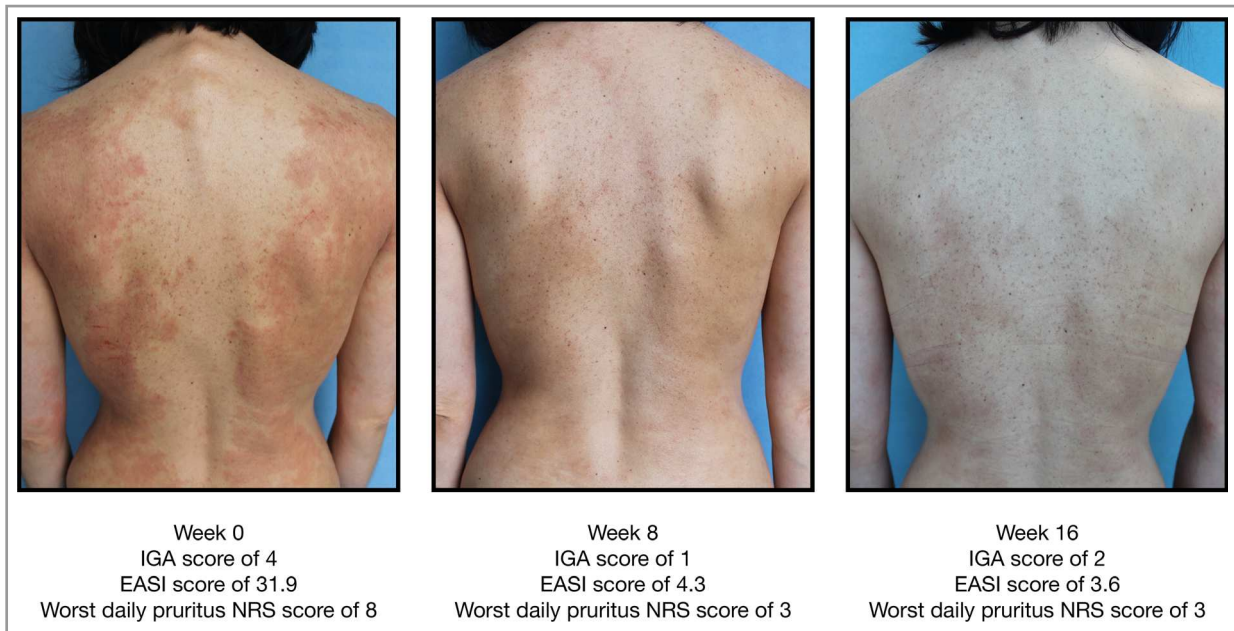 Week 0
IGA score of 4
EASI score of 31.9
Worst daily pruritus NRS score of 8
Week 8
IGA score of 1
EASI score of 4.3
Worst daily pruritus NRS score of 3
Week 16
IGA score of 2
EASI score of 3.6
Worst daily pruritus NRS score of 3